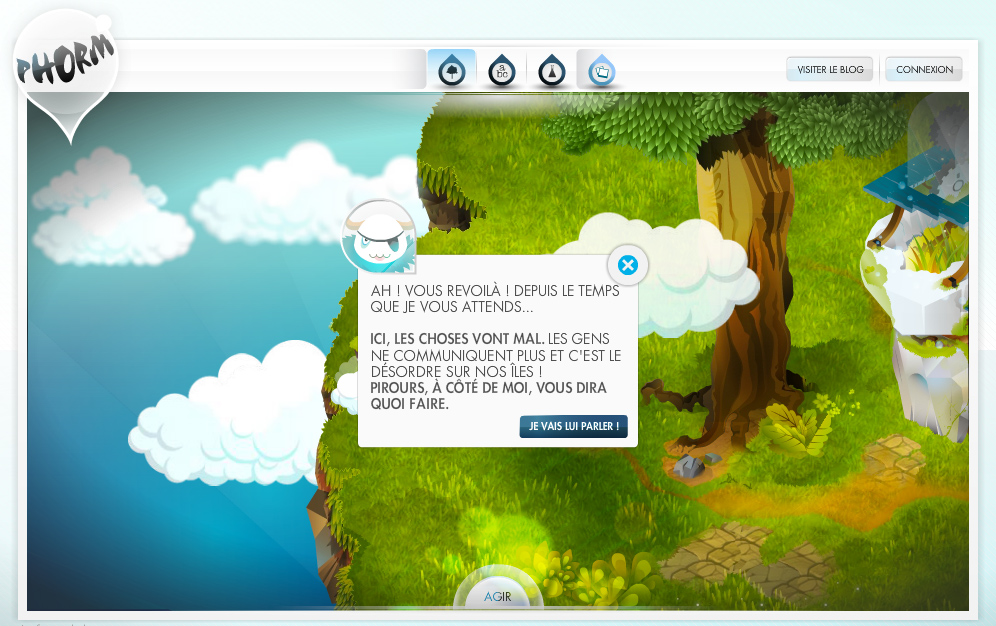 PHORM
a
bc
VISITER LE BLOG
CONNEXION
AH ! VOUS REVOILÀ ! DEPUIS LE TEMPS
QUE JE VOUS ATTENDS...
ICI, LES CHOSES VONT MAL. LES GENS
NE COMMUNIQUENT PLUS ET C'EST LE
DÉSORDRE SUR NOS ÎLES !
PIROURS, À CÔTÉ DE MOI, VOUS DIRA
QUOI FAIRE.
JE VAIS LUI PARLER !
AGIR